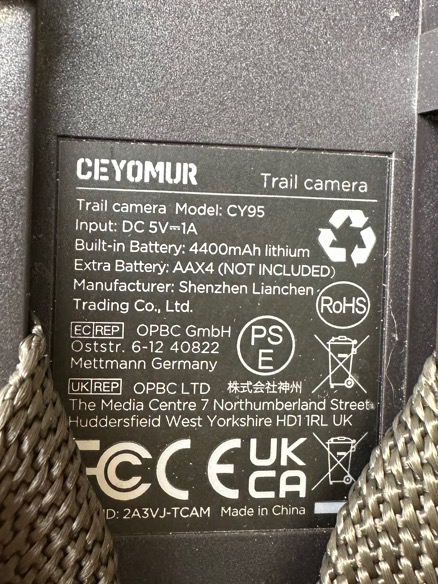 CEYOMUR
Trail camera
Trail camera Model: CY95
Input: DC 5V⎓1A
Built-in Battery: 4400mAh lithium
Extra Battery: AAX4 (NOT INCLUDED)
Manufacturer: Shenzhen Lianchen
Trading Co., Ltd.
RoHS
EC REP OPBC GmbH
Oststr. 6-12 40822
Mettmann Germany
PS
E
UK REP OPBC LTD 株式会社神州
The Media Centre 7 Northumberland Street
Huddersfieid West Yorkshire HD1 1RL UK
FC CE UK
CA
ID: 2A3VJ-TCAM Made in China